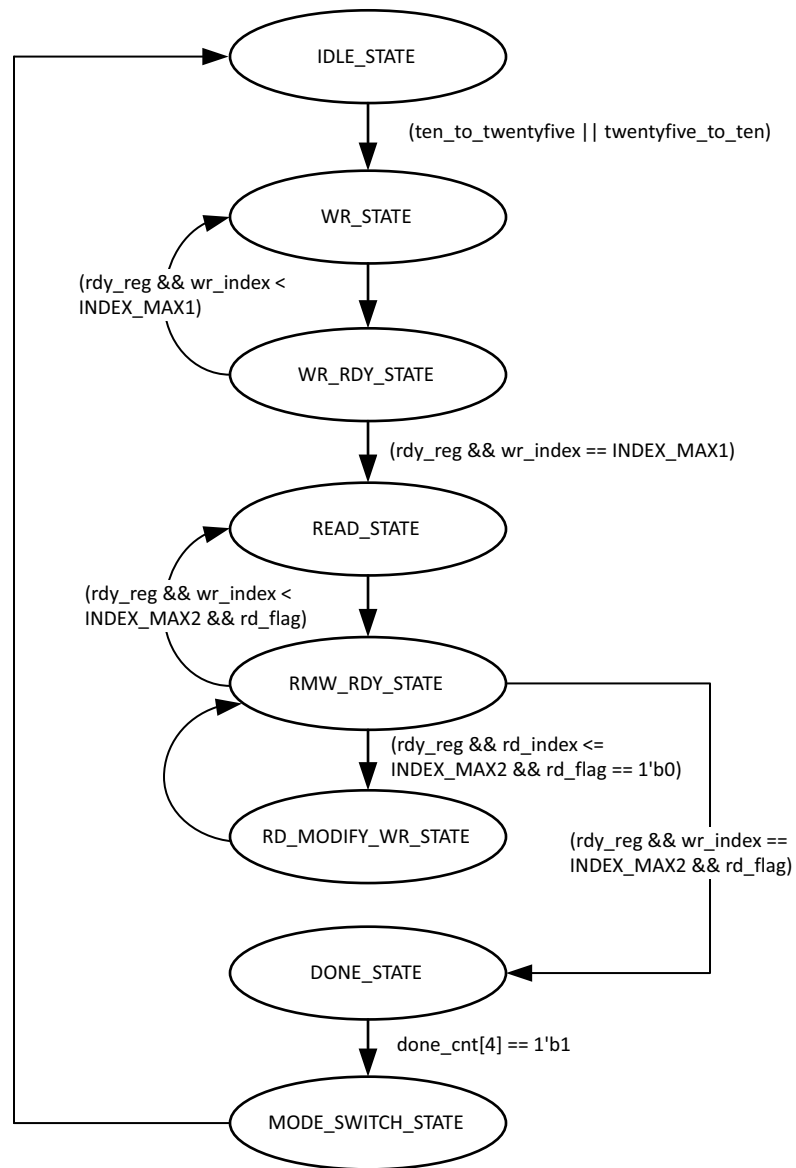 IDLE_STATE
(ten_to_twentyfive || twentyfive_to_ten)
WR_STATE
(rdy_reg && wr_index <
INDEX_MAX1)
WR_RDY_STATE
(rdy_reg && wr_index == INDEX_MAX1)
READ_STATE
(rdy_reg && wr_index <
INDEX_MAX2 && rd_flag)
RMW_RDY_STATE
(rdy_reg && rd_index <=
INDEX_MAX2 && rd_flag == 1'b0)
RD_MODIFY_WR_STATE
(rdy_reg && wr_index ==
INDEX_MAX2 && rd_flag)
DONE_STATE
done_cnt[4] == 1'b1
MODE_SWITCH_STATE